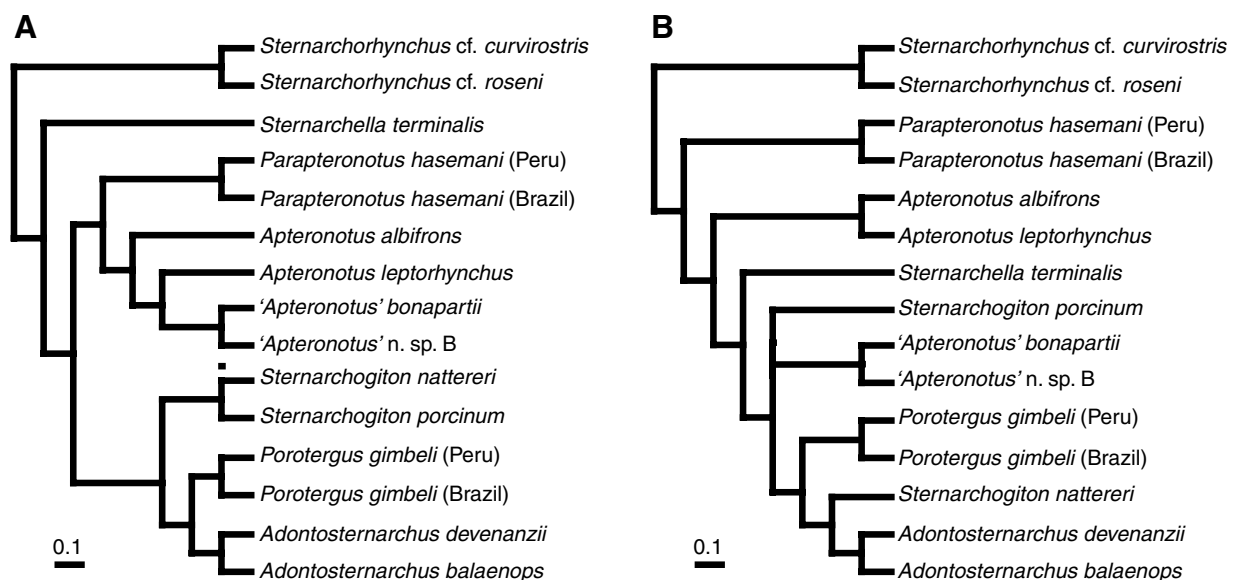 A
Sternarchorhynchus cf. curvirostris
Sternarchorhynchus cf. roseni
Sternarchella terminalis
Parapteronotus hasemani (Peru)
Parapteronotus hasemani (Brazil)
Apteronotus albifrons
Apteronotus leptorhynchus
‘Apteronotus’ bonapartii
‘Apteronotus’ n. sp. B
Sternarchogiton nattereri
Sternarchogiton porcinum
Porotergus gimbeli (Peru)
Porotergus gimbeli (Brazil)
Adontosternarchus devenanzii
Adontosternarchus balaenops
0.1
B
Sternarchorhynchus cf. curvirostris
Sternarchorhynchus cf. roseni
Parapteronotus hasemani (Peru)
Parapteronotus hasemani (Brazil)
Apteronotus albifrons
Apteronotus leptorhynchus
Sternarchella terminalis
Sternarchogiton porcinum
‘Apteronotus’ bonapartii
‘Apteronotus’ n. sp. B
Porotergus gimbeli (Peru)
Porotergus gimbeli (Brazil)
Sternarchogiton nattereri
Adontosternarchus devenanzii
Adontosternarchus balaenops
0.1